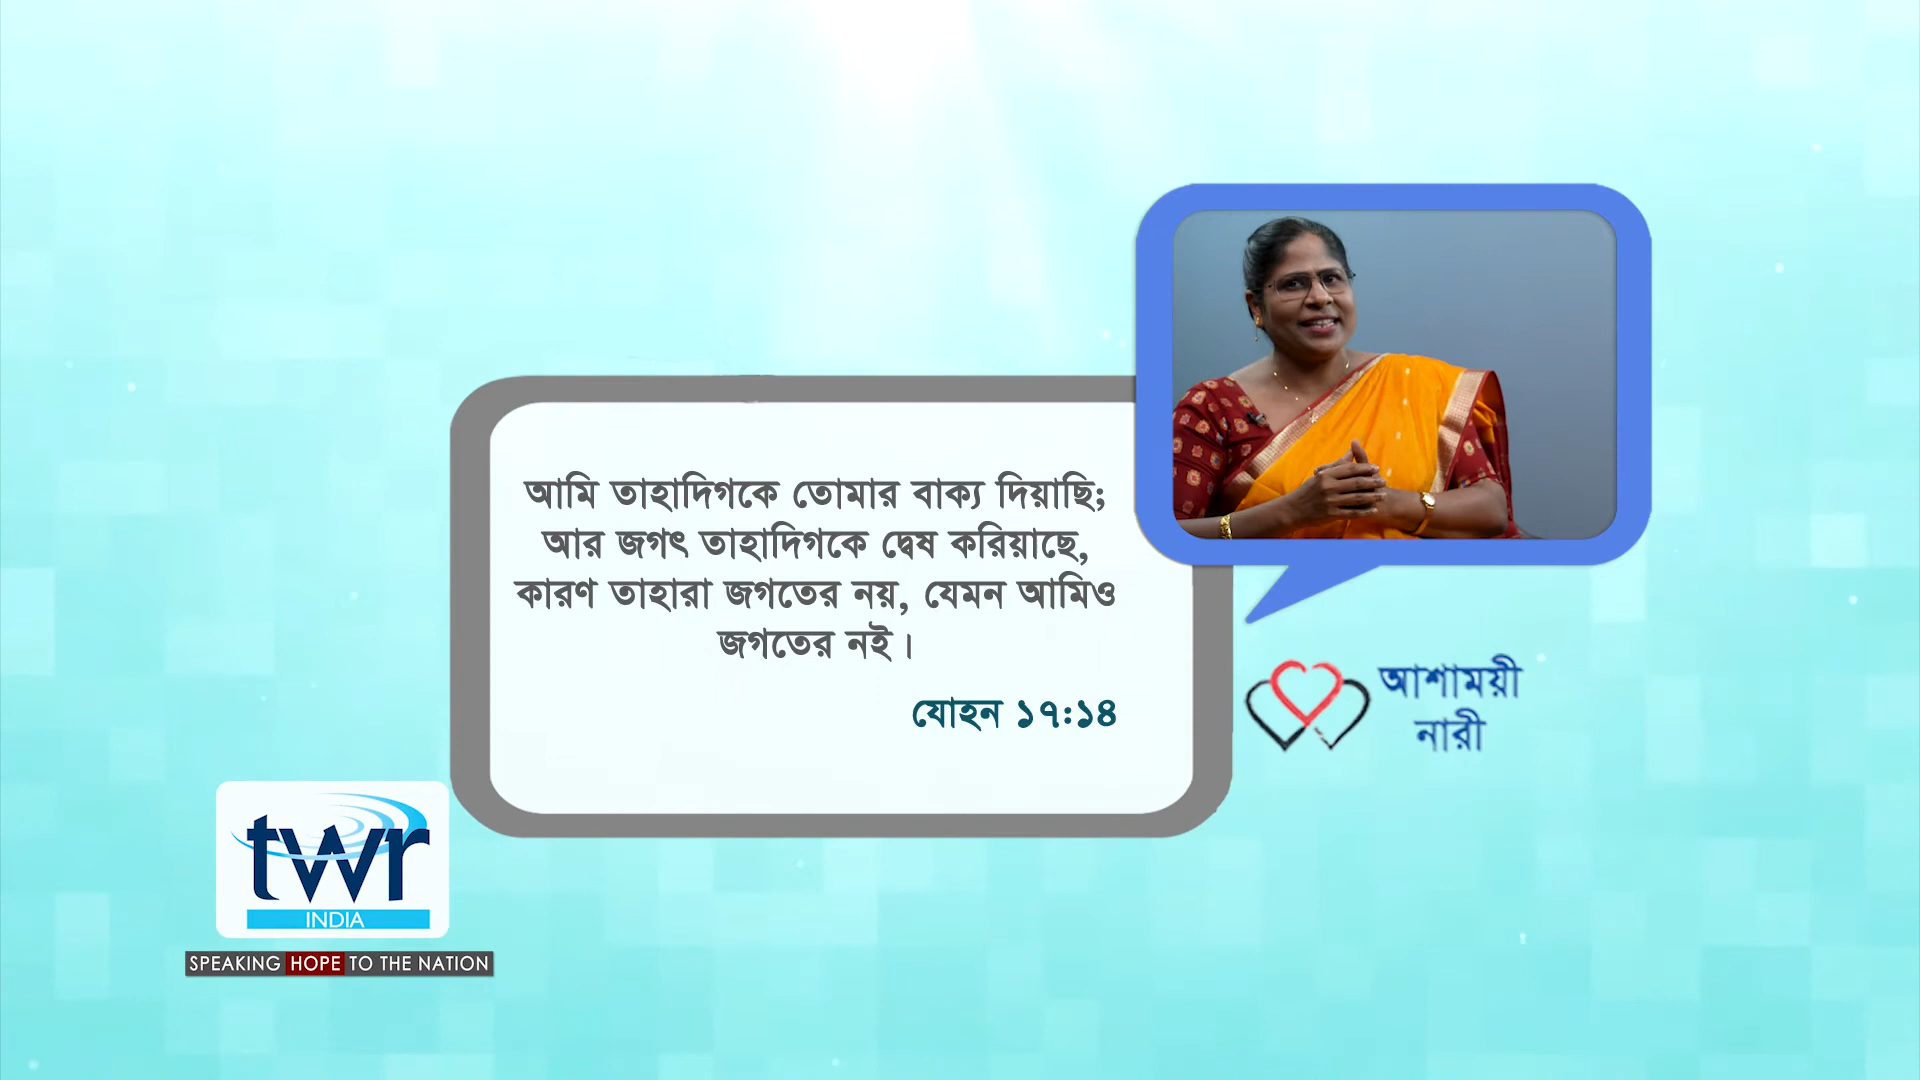 আমি তাহাদিগকে তোমার বাক্য দিয়াছি;
আর জগৎ তাহাদিগকে দ্বেষ করিয়াছে,
কারণ তাহারা জগতের নয়, যেমন আমিও
জগতের নই।
যোহন ১৭:১৪
আশাময়ী
নারী
twr
INDIA
SPEAKING HOPE TO THE NATION